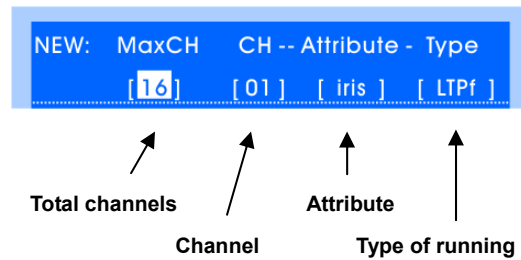 NEW: MaxCH CH -- Attribute - Type
[ 16 ] [ 01 ] [ iris ] [ LTPf ]
Total channels Attribute
Channel Type of running